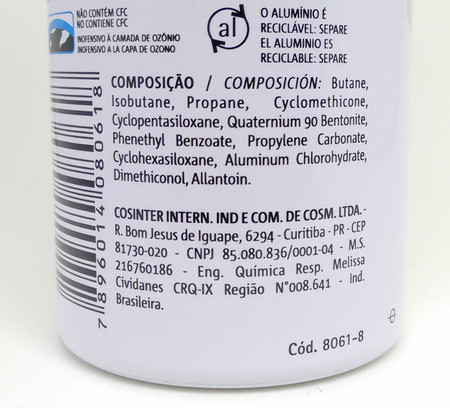 NÃO CONTÉM CFC
NO CONTIENE CFC
INOFENSIVO À CAMADA DE OZÔNIO
INOFENSIVO A LA CAPA DE OZONO
al
O ALUMÍNIO É
RECICLÁVEL: SEPARE
EL ALUMINIO ES
RECICLABLE: SEPARE
COMPOSIÇÃO / COMPOSICIÓN: Butane,
Isobutane, Propane, Cyclomethicone,
Cyclopentasiloxane, Quaternium 90 Bentonite,
Phenethyl Benzoate, Propylene Carbonate,
Cyclohexasiloxane, Aluminum Chlorohydrate,
Dimethiconol, Allantoin.
COSINTER INTERN. IND E COM. DE COSM. LTDA. -
R. Bom Jesus de Iguape, 6294 - Curitiba - PR - CEP
81730-020 - CNPJ 85.080.836/0001-04 - M.S.
216760186 - Eng. Química Resp. Melissa
Cividanes CRQ-IX Região N°008.641 - Ind.
Brasileira.
Cód. 8061-8
7 896014 080618